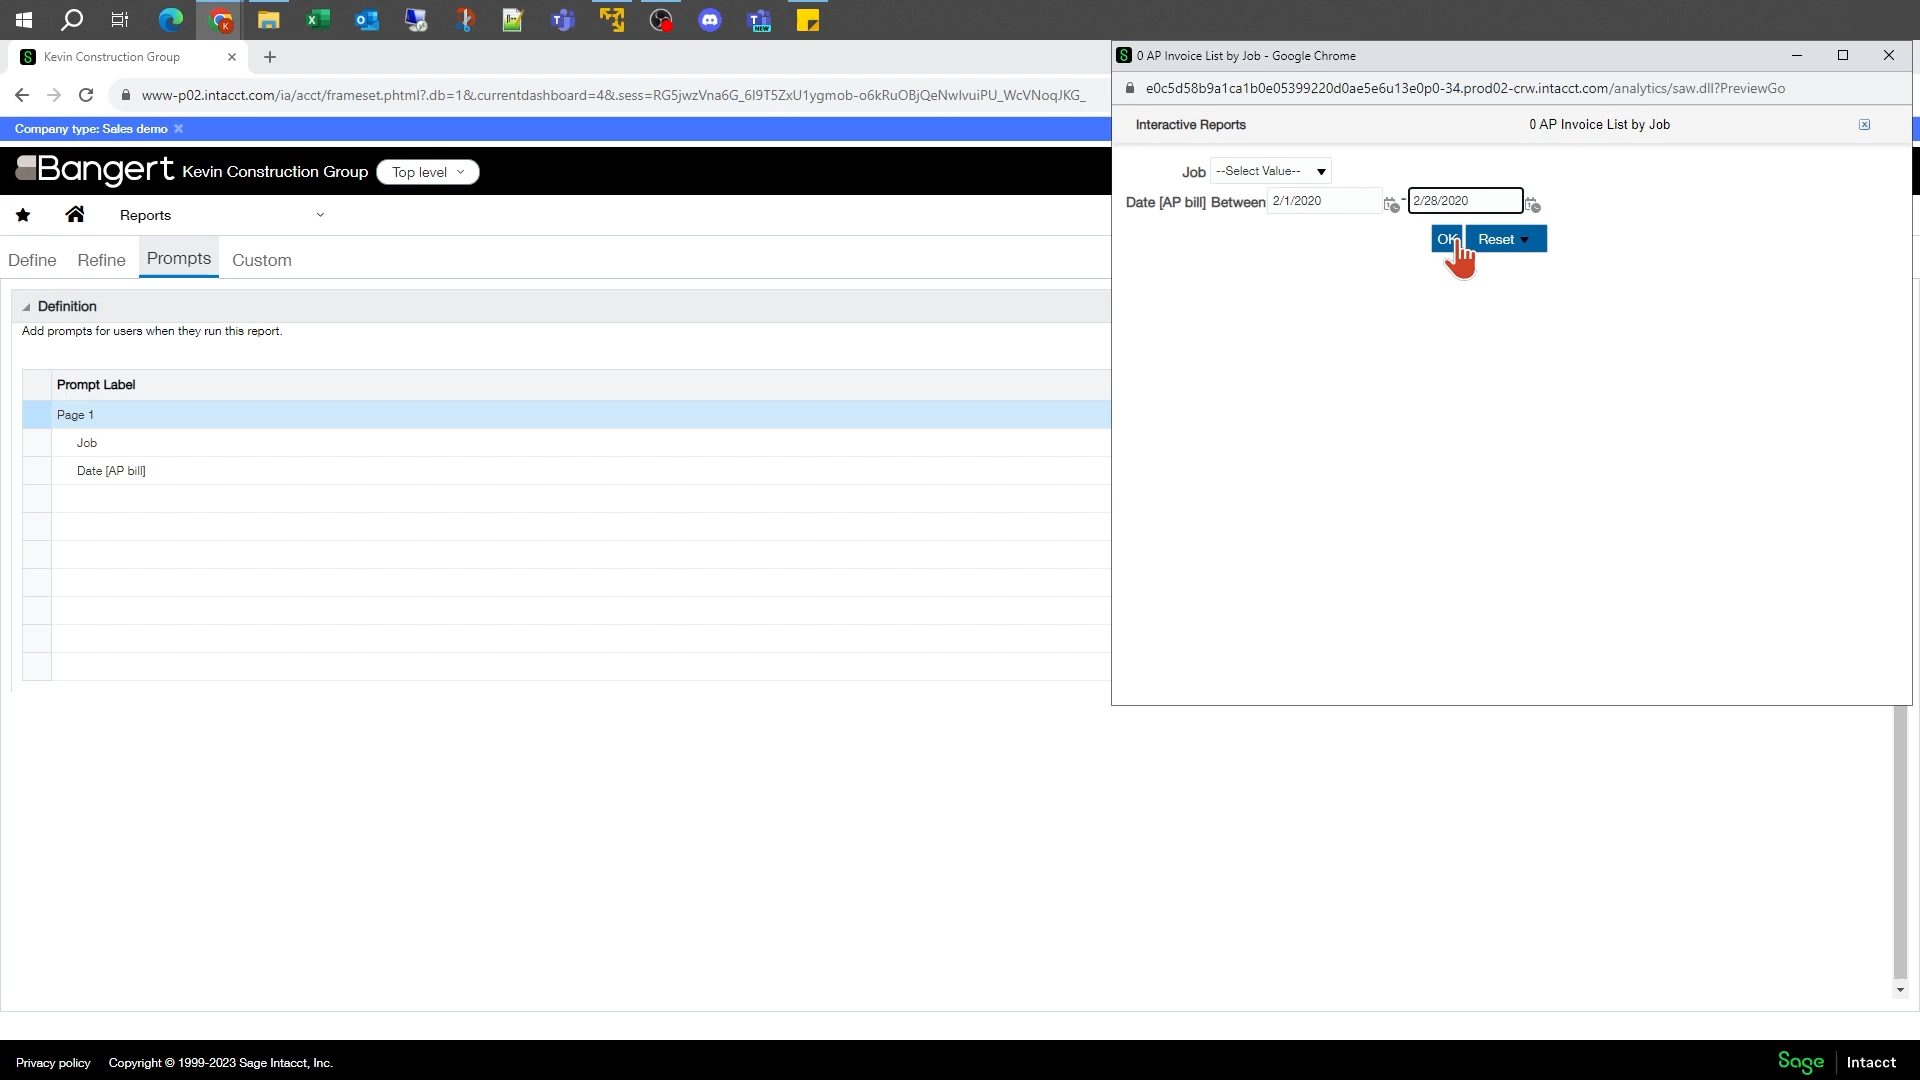 Kevin Construction Group
www-p02.intacct.com/ia/acct/frameset.phtml?.db=1&.currentdashboard=4&.sess=RG5jwzVna6G_6I9T5ZxU1ygmob-o6kRuOBjQeNwlvuiPU_WcVNoqJKG_
Company type: Sales demo
Bangert Kevin Construction Group Top level
Reports
Define Refine Prompts Custom
Definition
Add prompts for users when they run this report.
Prompt Label
Page 1
Job
Date [AP bill]
0 AP Invoice List by Job - Google Chrome
e0c5d58b9a1ca1b0e05399220d0ae5e6u13e0p0-34.prod02-crw.intacct.com/analytics/saw.dll?PreviewGo
Interactive Reports 0 AP Invoice List by Job
Job --Select Value--
Date [AP bill] Between 2/1/2020 - 2/28/2020
OK Reset
Privacy policy Copyright © 1999-2023 Sage Intacct, Inc.
Sage Intacct